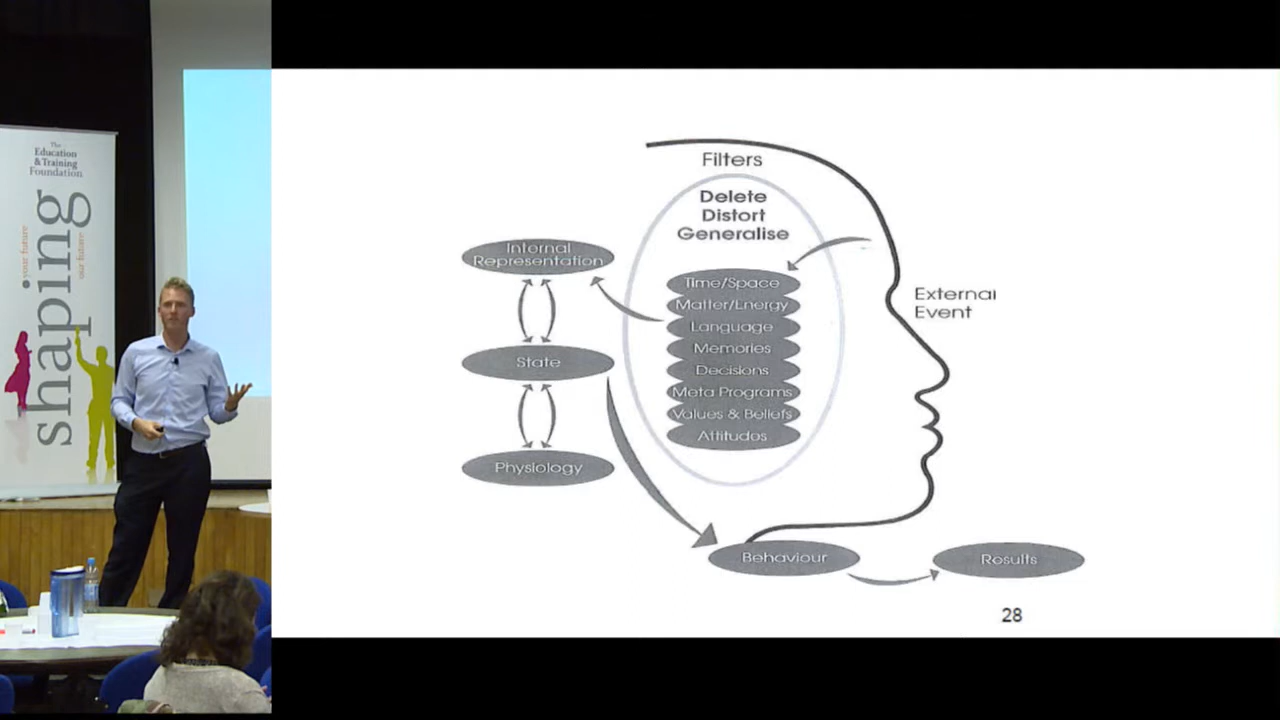 The
Education
& Training
Foundation
shaping
your future
our future
Filters
Delete
Distort
Generalise
Internal
Representation
Time/Space
Matter/Energy
Language
Memories
Decisions
Meta Programs
Values & Beliefs
Attitudes
State
Physiology
External
Event
Behaviour
Results
28